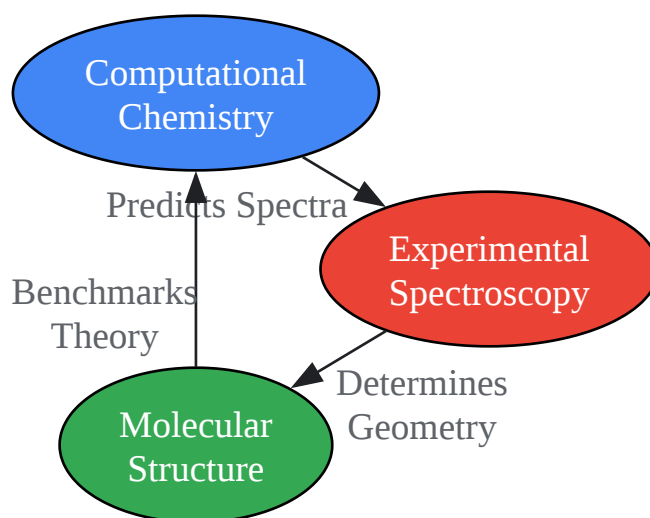 Computational
Chemistry
Predicts Spectra
Experimental
Spectroscopy
Benchmarks
Theory
Determines
Geometry
Molecular
Structure